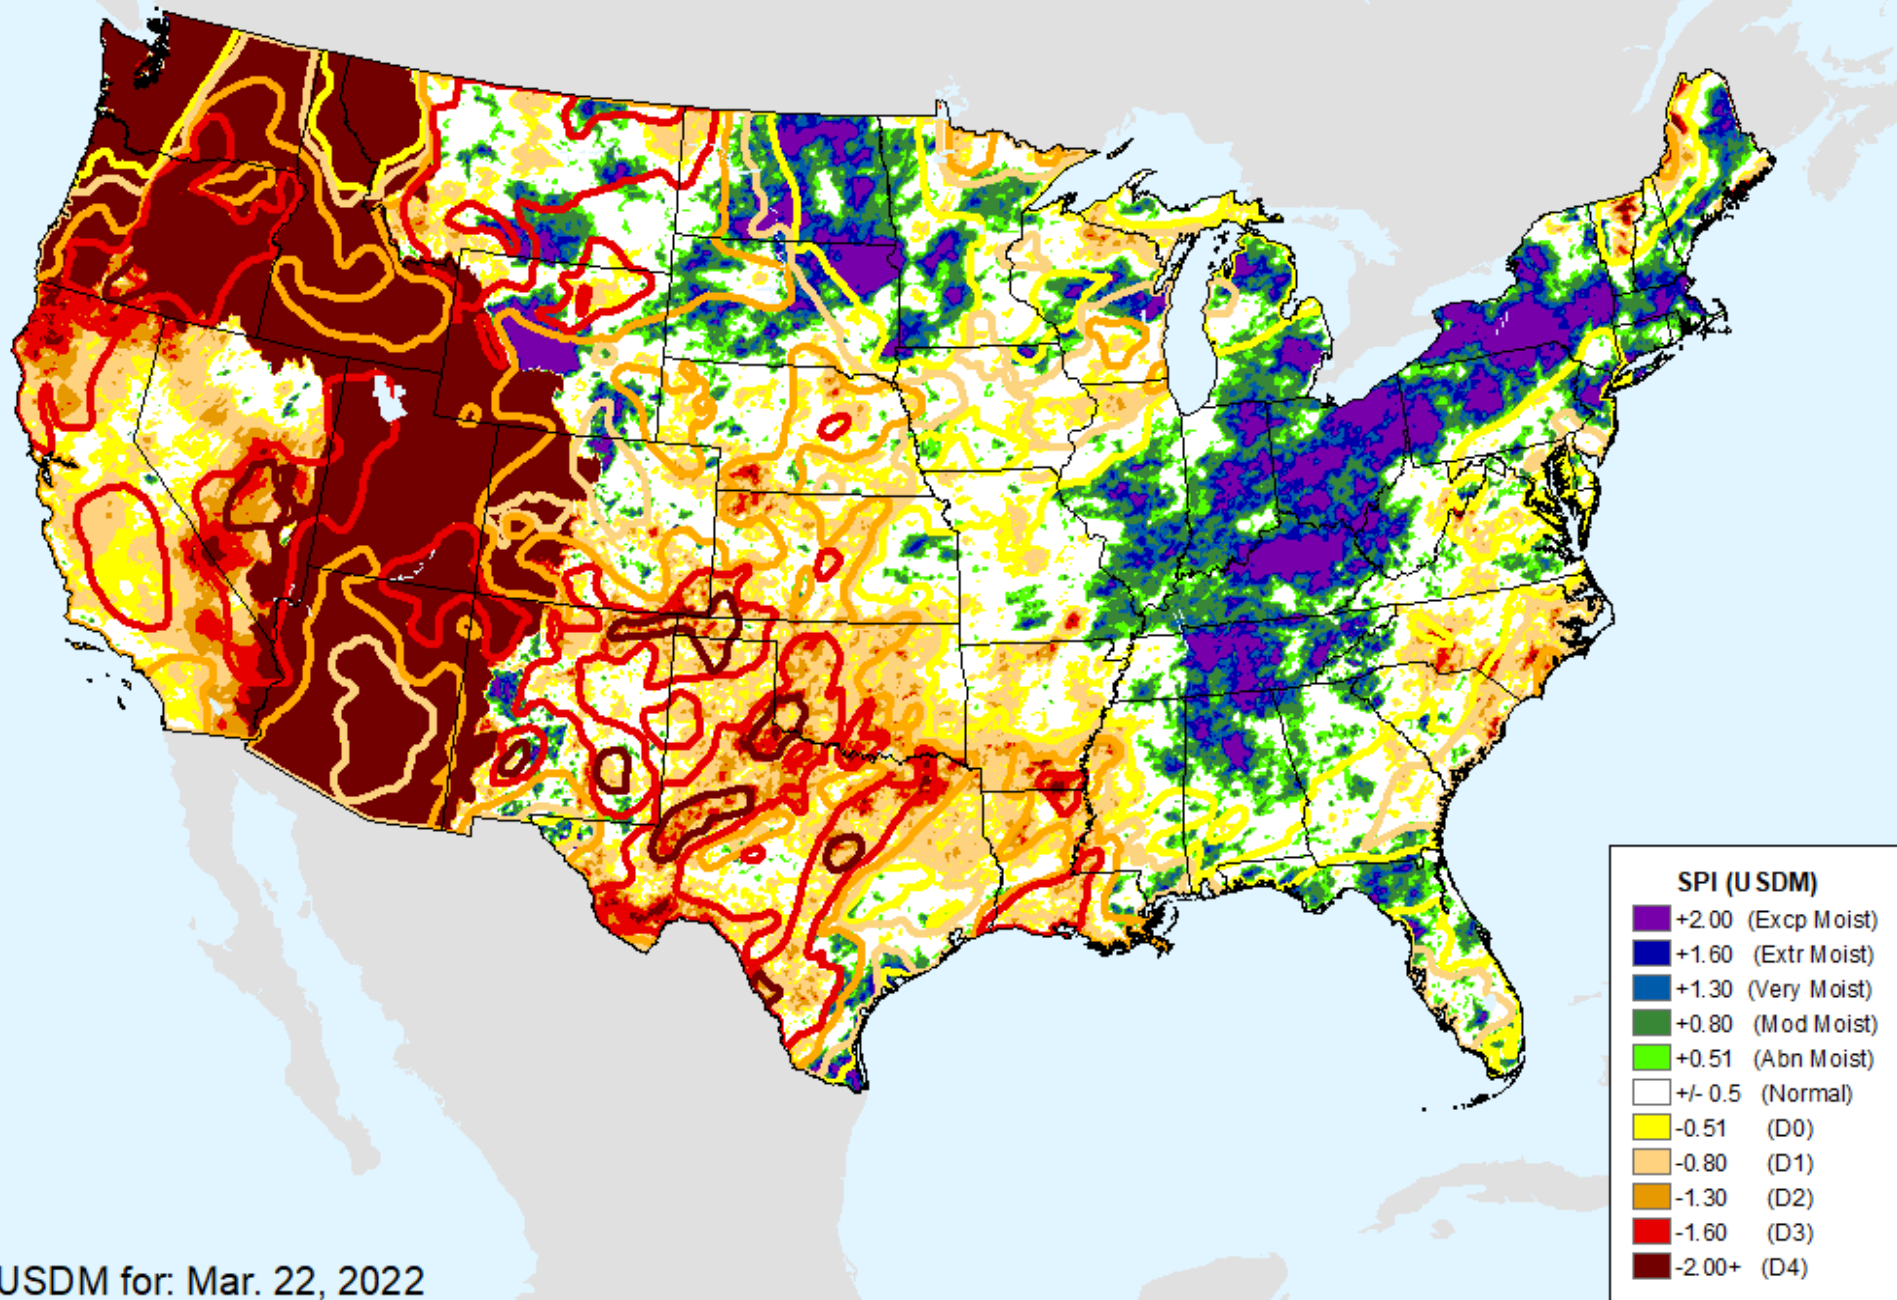 SPI (USDM)
+2.00 (Excp Moist)
+1.60 (Extr Moist)
+1.30 (Very Moist)
+0.80 (Mod Moist)
+0.51 (Abn Moist)
+/- 0.5 (Normal)
-0.51 (D0)
-0.80 (D1)
-1.30 (D2)
-1.60 (D3)
-2.00+ (D4)
USDM for: Mar. 22, 2022